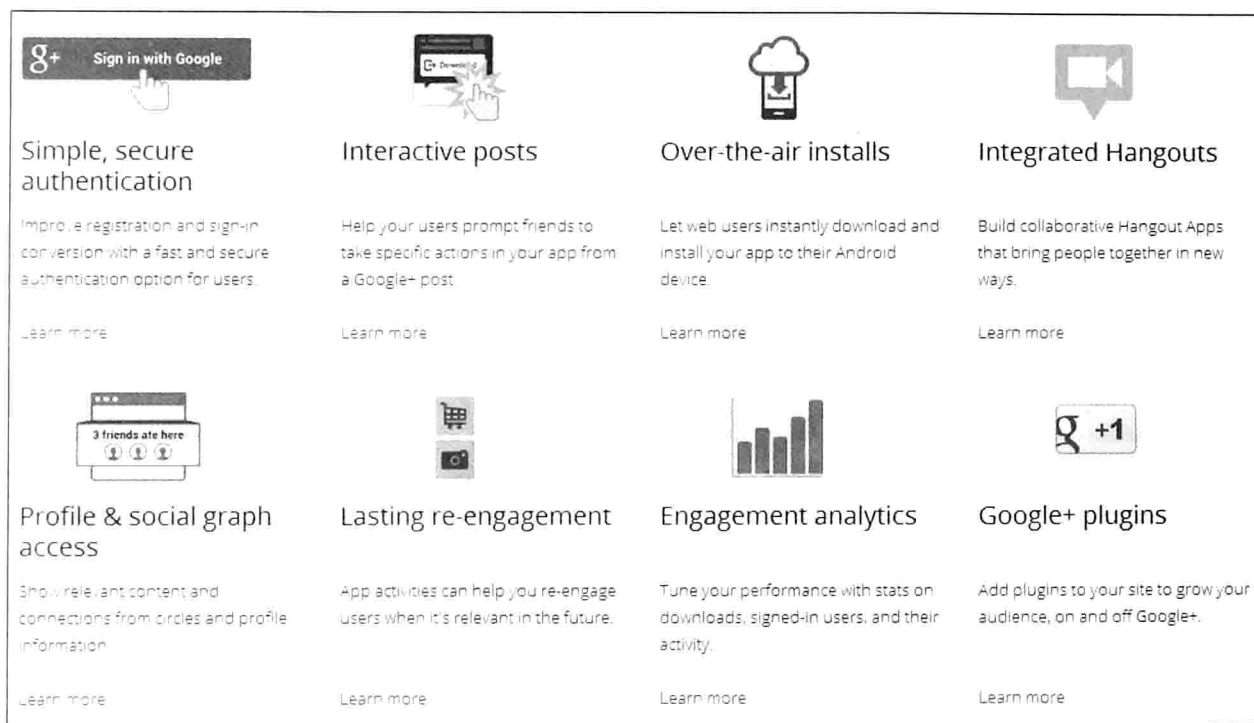 g+ Sign in with Google
Simple, secure
authentication
Improve registration and sign-in
conversion with a fast and secure
authentication option for users.
Learn more
Download
Interactive posts
Help your users prompt friends to
take specific actions in your app from
a Google+ post
Learn more
Over-the-air installs
Let web users instantly download and
install your app to their Android
device.
Learn more
Integrated Hangouts
Build collaborative Hangout Apps
that bring people together in new
ways.
Learn more
3 friends ate here
Profile & social graph
access
Show relevant content and
connections from circles and profile
information
Learn more
Lasting re-engagement
App activities can help you re-engage
users when it's relevant in the future.
Learn more
Engagement analytics
Tune your performance with stats on
downloads, signed-in users, and their
activity.
Learn more
g +1
Google+ plugins
Add plugins to your site to grow your
audience, on and off Google+.
Learn more